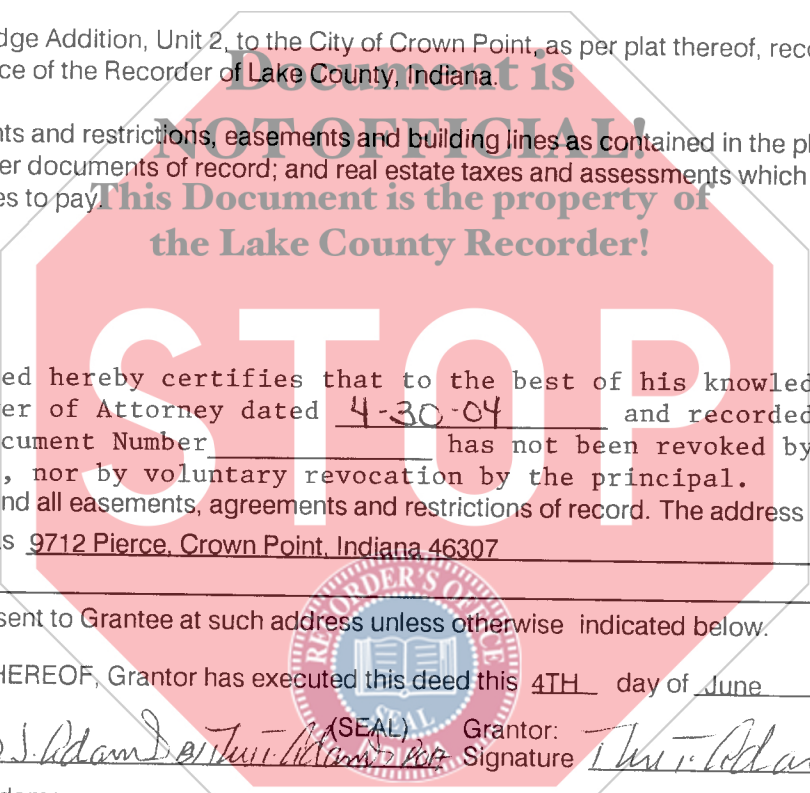 dge Addition, Unit 2, to the City of Crown Point, as per plat thereof, reco
ce of the Recorder of Lake County, Indiana.
Document is
nts and restrictions, easements and building lines as contained in the pl
NOT OFFICIAL!
er documents of record; and real estate taxes and assessments which
es to pay.
This Document is the property of
the Lake County Recorder!
STOP
ed hereby certifies that to the best of his knowled
er of Attorney dated 4-30-04 and recorded
cument Number has not been revoked by
, nor by voluntary revocation by the principal.
nd all easements, agreements and restrictions of record. The address
s 9712 Pierce, Crown Point, Indiana 46307
RECORDER'S OFFICE
sent to Grantee at such address unless otherwise indicated below.
HEREOF, Grantor has executed this deed this 4TH day of June
SEAL
INDIANA
(SEAL) Grantor:
J. Adam POA Signature